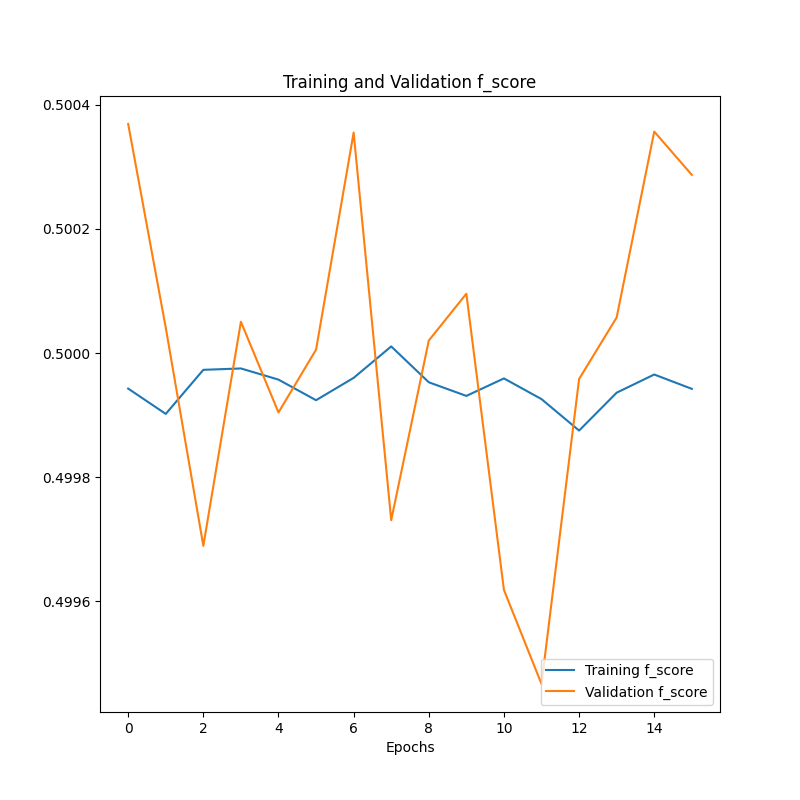 Training and Validation f_score
0.5004
0.5002
0.5000
0.4998
0.4996
Training f_score
Validation f_score
0 2 4 6 8 10 12 14
Epochs